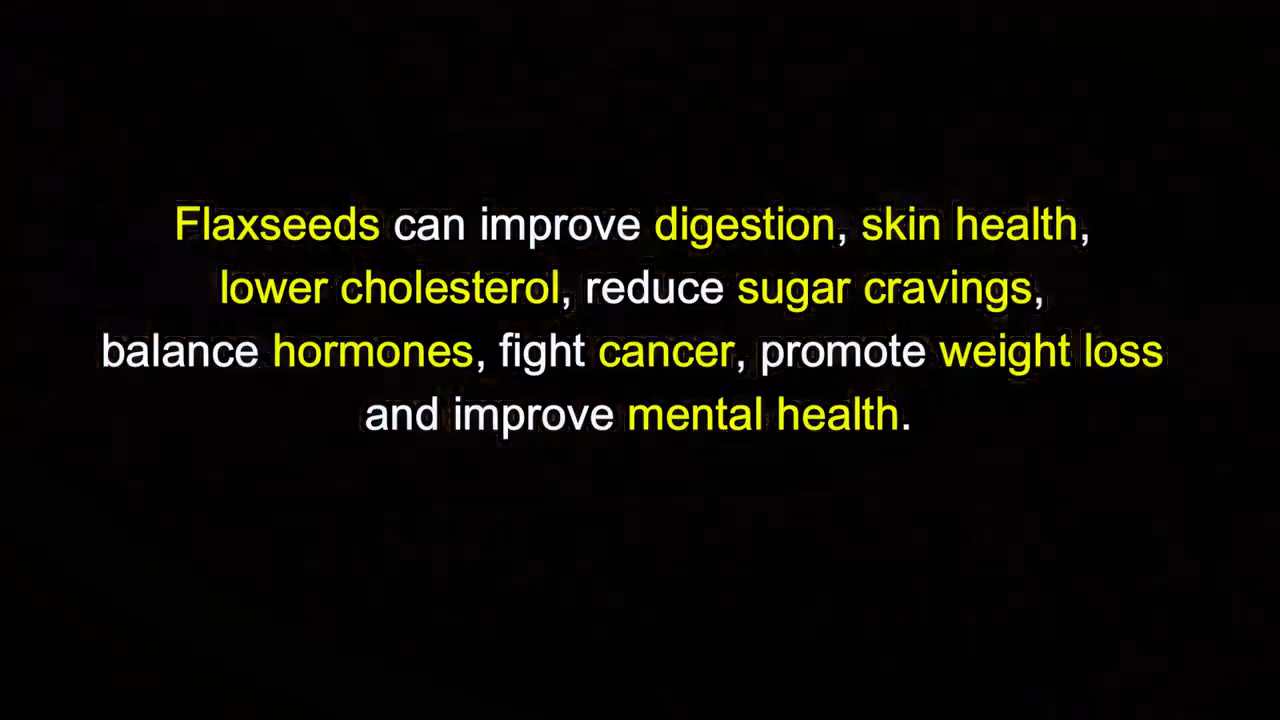 Flaxseeds can improve digestion, skin health,
lower cholesterol, reduce sugar cravings,
balance hormones, fight cancer, promote weight loss
and improve mental health.